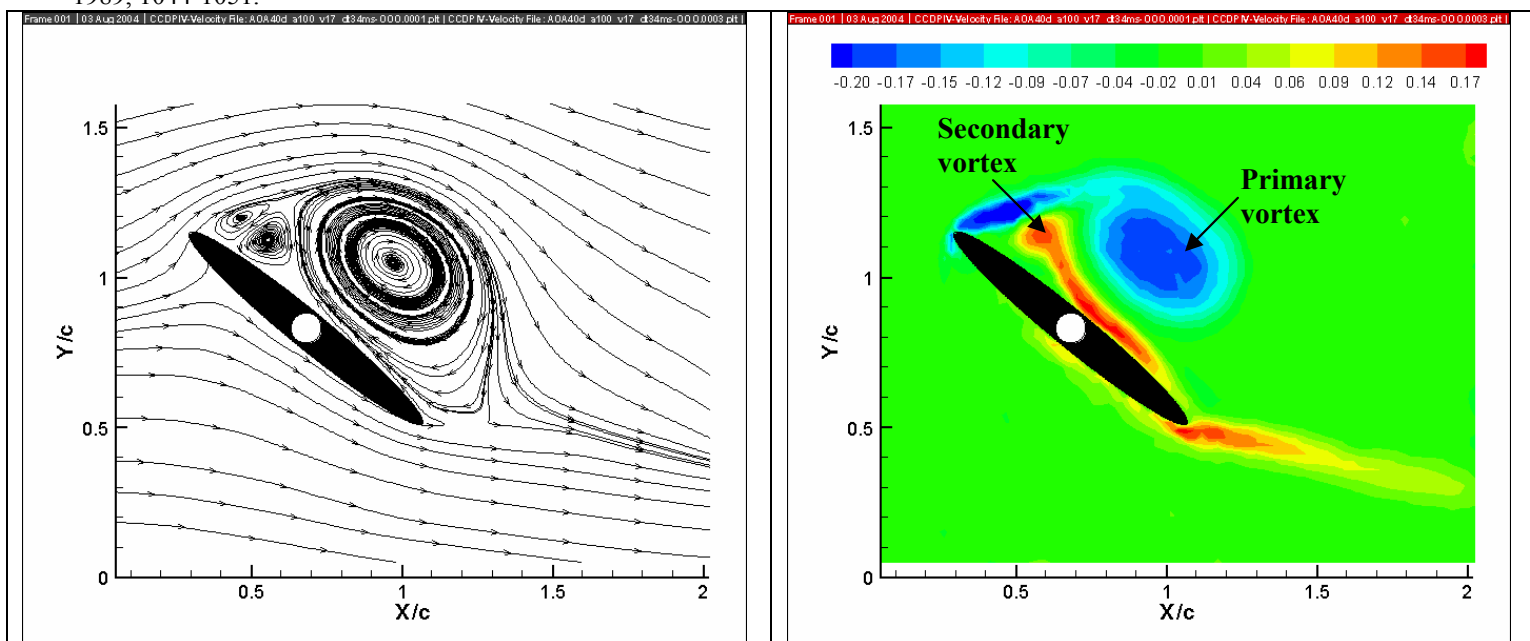 1989, 1044-1051.
Frame 001 | 03 Aug 2004 | CCDPIV-Velocity File: AOA40d_a100_v17_dt34ms-000.0001.plt | CCDPIV-Velocity File: AOA40d_a100_v17_dt34ms-000.0003.plt |
1.5
1
0.5
0
Y/c
0.5
1
1.5
2
X/c
Frame 001 | 03 Aug 2004 | CCDPIV-Velocity File: AOA40d_a100_v17_dt34ms-000.0001.plt | CCDPIV-Velocity File: AOA40d_a100_v17_dt34ms-000.0003.plt |
-0.20 -0.17 -0.15 -0.12 -0.09 -0.07 -0.04 -0.02 0.01 0.04 0.06 0.09 0.12 0.14 0.17
Secondary
vortex
Primary
vortex
1.5
1
0.5
0
Y/c
0.5
1
1.5
2
X/c